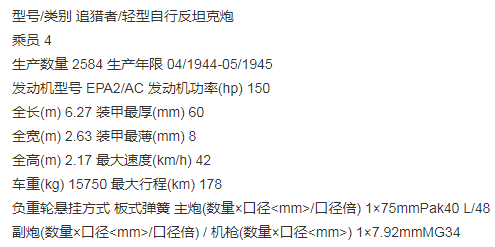 型号/类别 追猎者/轻型自行反坦克炮
乘员 4
生产数量 2584 生产年限 04/1944-05/1945
发动机型号 EPA2/AC 发动机功率(hp) 150
全长(m) 6.27 装甲最厚(mm) 60
全宽(m) 2.63 装甲最薄(mm) 8
全高(m) 2.17 最大速度(km/h) 42
车重(kg) 15750 最大行程(km) 178
负重轮悬挂方式 板式弹簧 主炮(数量×口径<mm>/口径倍) 1×75mmPak40 L/48
副炮(数量×口径<mm>/口径倍) / 机枪(数量×口径<mm>) 1×7.92mmMG34